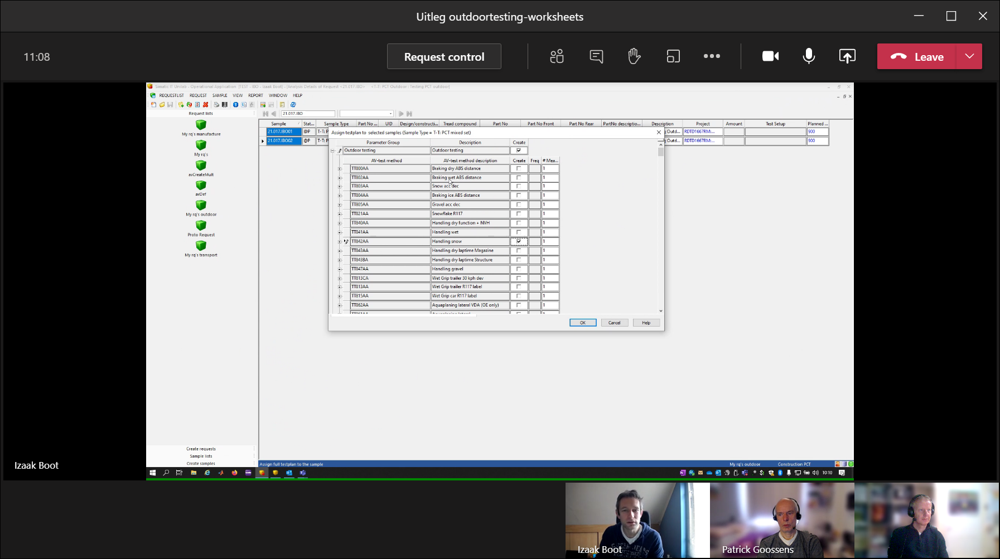 Uitleg outdoortesting-worksheets
11:08
Request control
Leave
Simatic IT Unilab - Operational Application (TEST - IBO - Izaak Boot) - (Analysis Details of Request <21.017.IBO> <T-T: PCT Outdoor : Testing PCT outdoor)
REQUESTLIST REQUEST SAMPLE VIEW REPORT WINDOW HELP
Request lists
21.017.IBO
My rq's manufacture
My rq's
avCreateMult
avDef
My rq's outdoor
Proto Request
My rq's transport
Create requests
Sample lists
Create samples
Sample Stat... Sample Type Part No ... UID Design/constructi... Tread compound Part No Part No Front Part No Rear PartNo descriptio... Description Project Amount Test Setup Planned ...
21.017.IBO01 @P T-T: P Outd... RDTD1667RM:... 900
21.017.IBO02 @P T-T: P Outd... RDTD1667RM:... 900
Assign testplan to selected samples (Sample Type = T-T: PCT mixed set)
Parameter Group Description Create
Outdoor testing Outdoor testing
AV-test method AV-test method description Create Freq # Mea...
TT800AA Braking dry ABS distance 1
TT802AA Braking wet ABS distance 1
TT803AA Snow acc dec 1
TT804AA Braking ice ABS distance 1
TT805AA Gravel acc dec 1
TT821AA Snowflake R117 1
TT840AA Handling dry function + NVH 1
TT841AA Handling wet 1
TT842AA Handling snow 1
TT843AA Handling dry laptime Magazine 1
TT843BA Handling dry laptime Structure 1
TT847AA Handling gravel 1
TT813CA Wet Grip trailer 30 kph dev 1
TT813AA Wet Grip trailer R117 label 1
TT815AA Wet Grip car R117 label 1
TT862AA Aquaplaning lateral VDA (OE only) 1
OK Cancel Help
Assign full testplan to the sample My rq's outdoor Construction PCT
10:10
Izaak Boot
Izaak Boot
Patrick Goossens